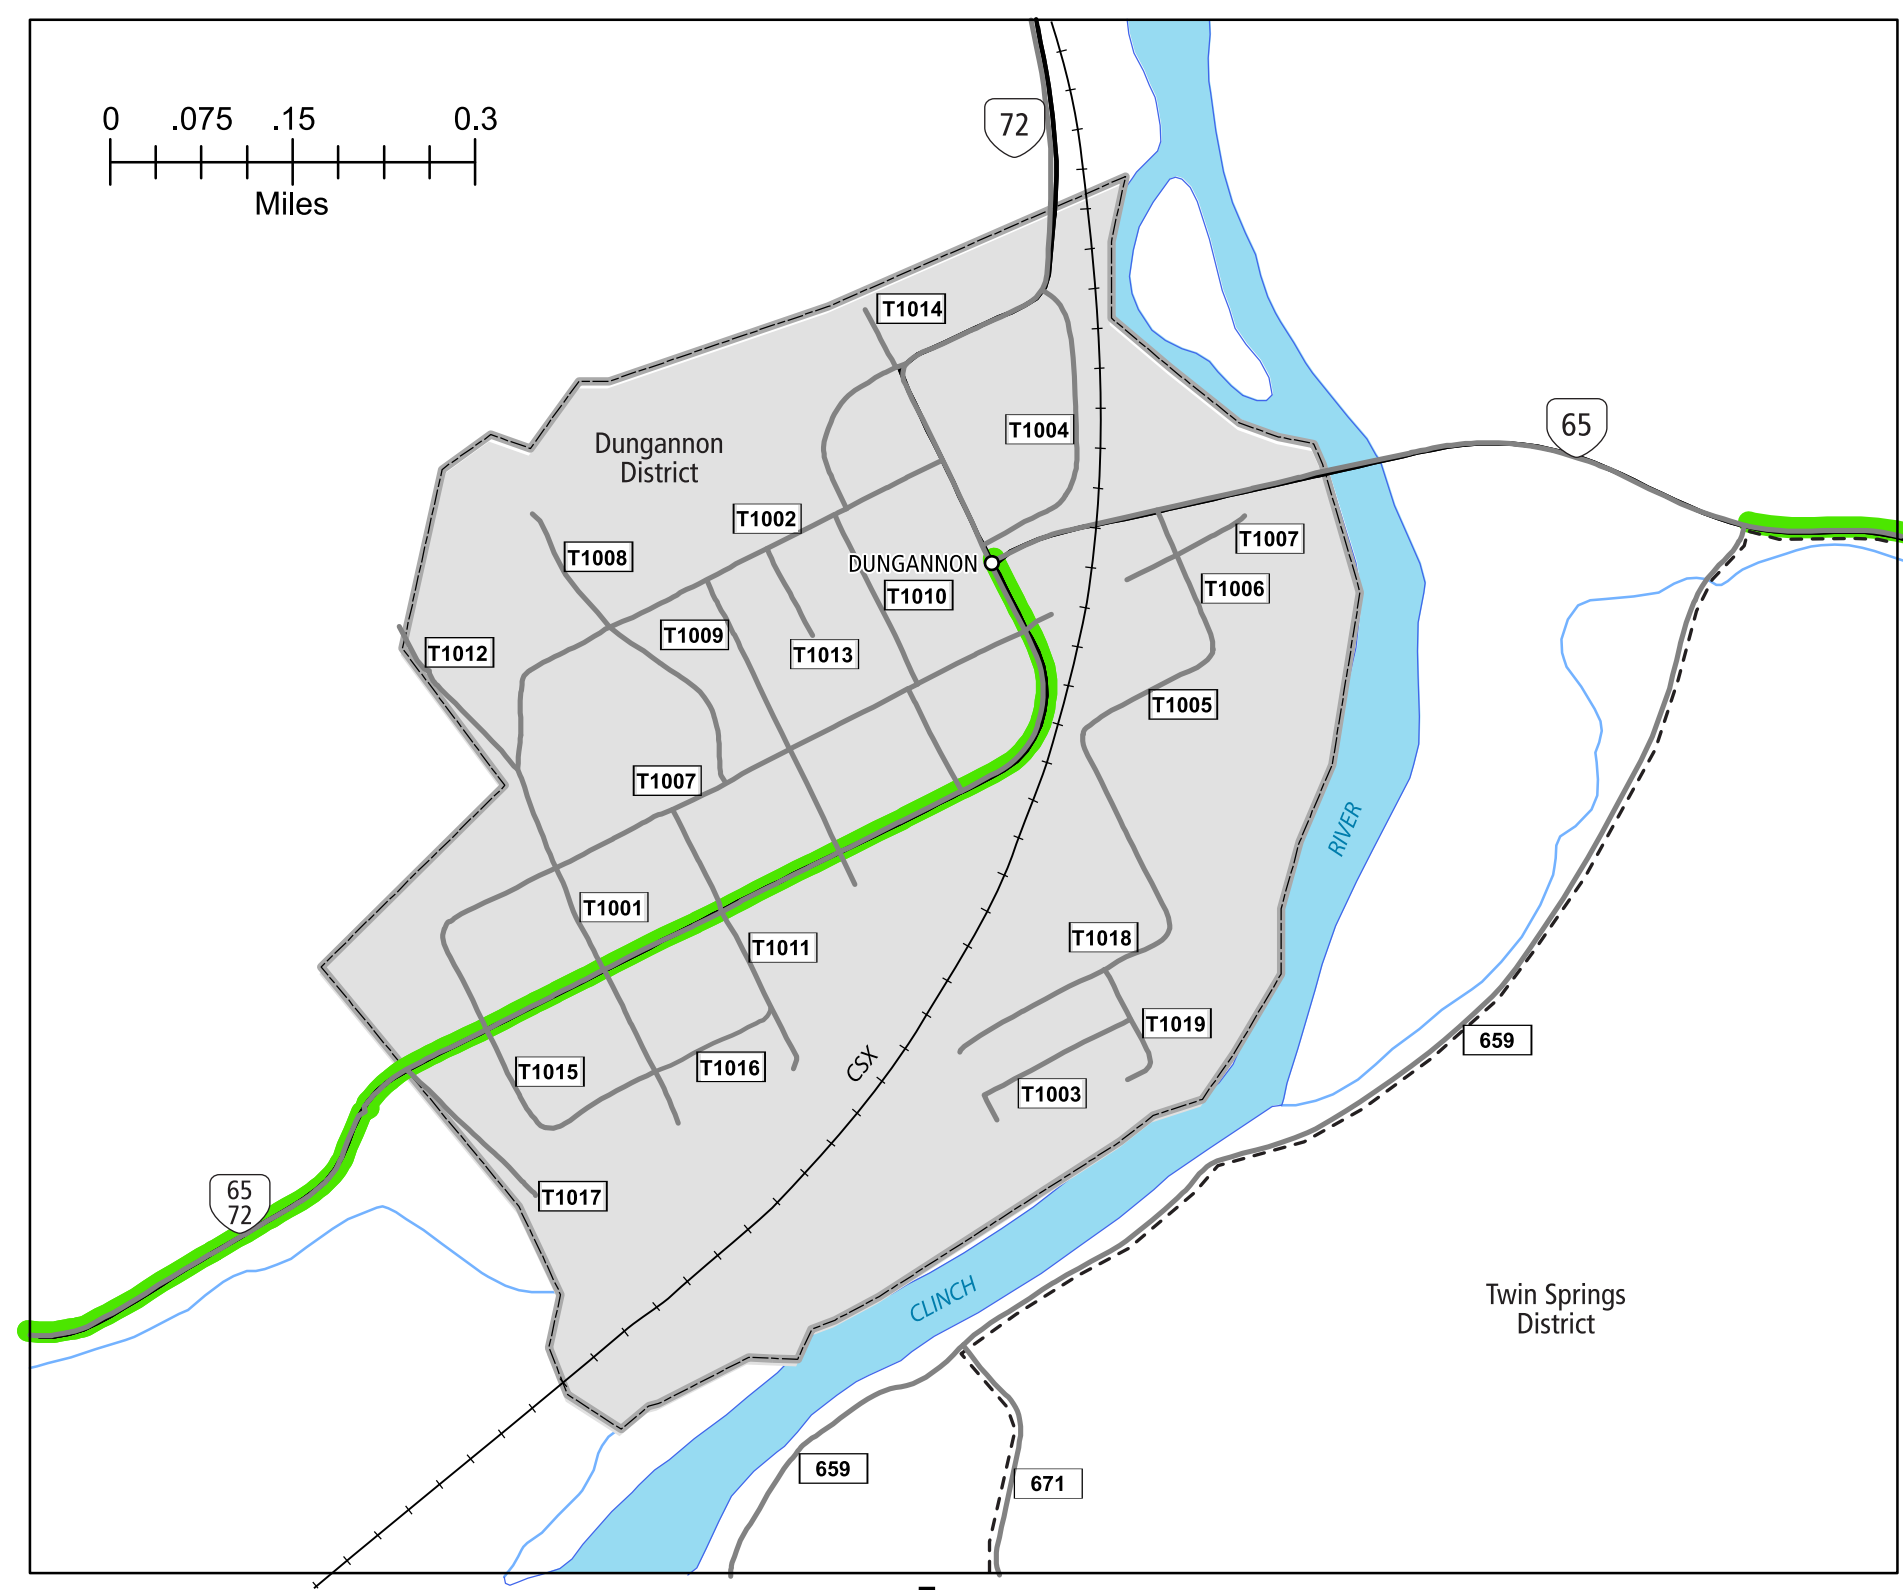 0 .075 .15 0.3
Miles
72
T1014
65
T1004
Dungannon
District
T1002
T1007
T1008
DUNGANNON
T1006
T1010
T1009
T1012
T1013
T1005
T1007
RIVER
T1001
T1018
T1011
T1019
659
CSX
T1016
T1015
T1003
65
72
T1017
CLINCH
Twin Springs
District
659
671